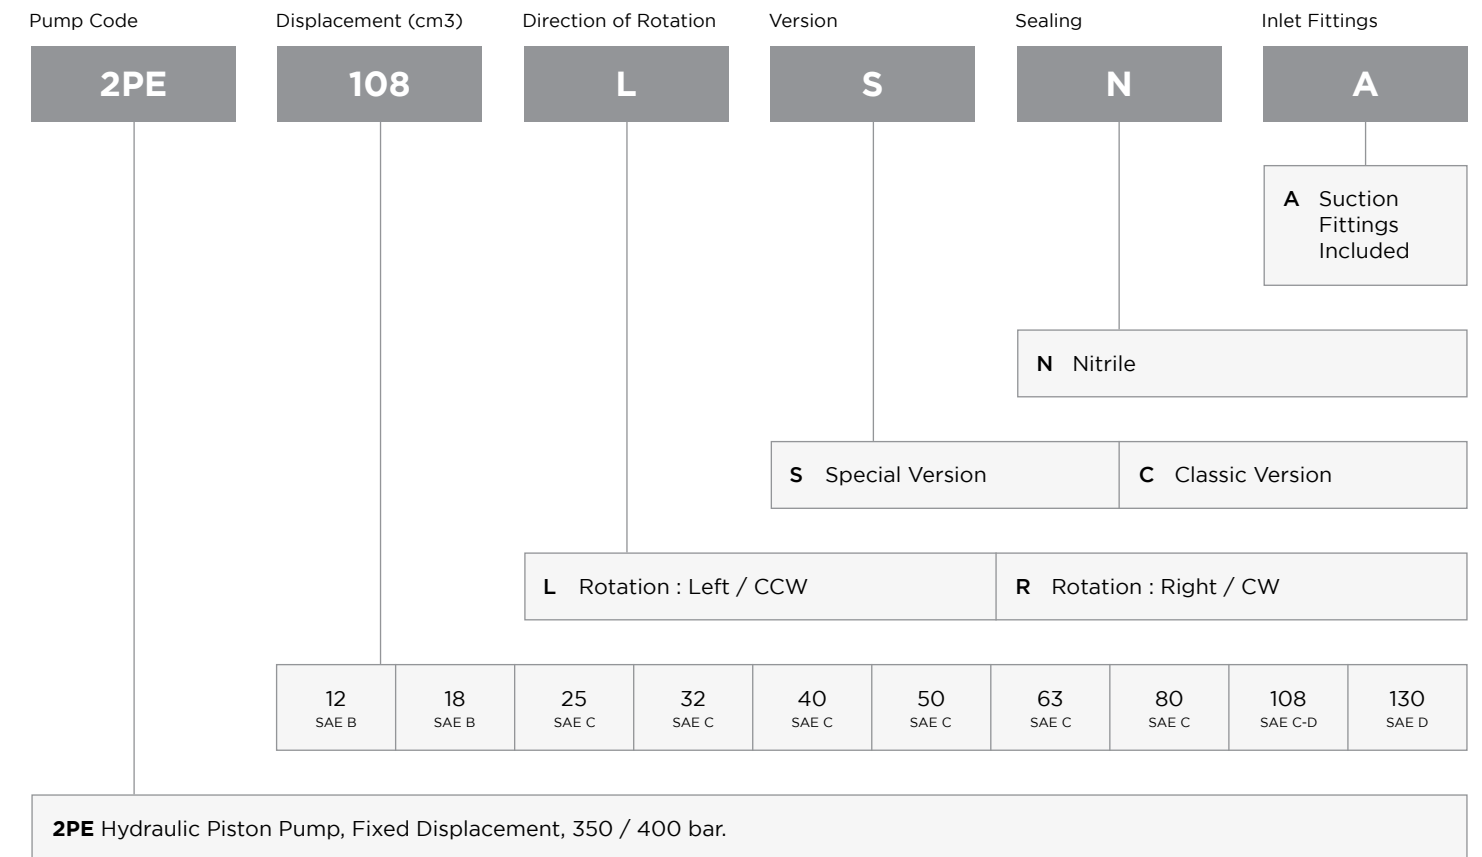 Pump Code Displacement (cm3) Direction of Rotation Version Sealing Inlet Fittings
2PE 108 L S N A
A Suction
Fittings
Included
N Nitrile
S Special Version C Classic Version
L Rotation : Left / CCW R Rotation : Right / CW
12 18 25 32 40 50 63 80 108 130
SAE B SAE B SAE C SAE C SAE C SAE C SAE C SAE C SAE C-D SAE D
2PE Hydraulic Piston Pump, Fixed Displacement, 350 / 400 bar.